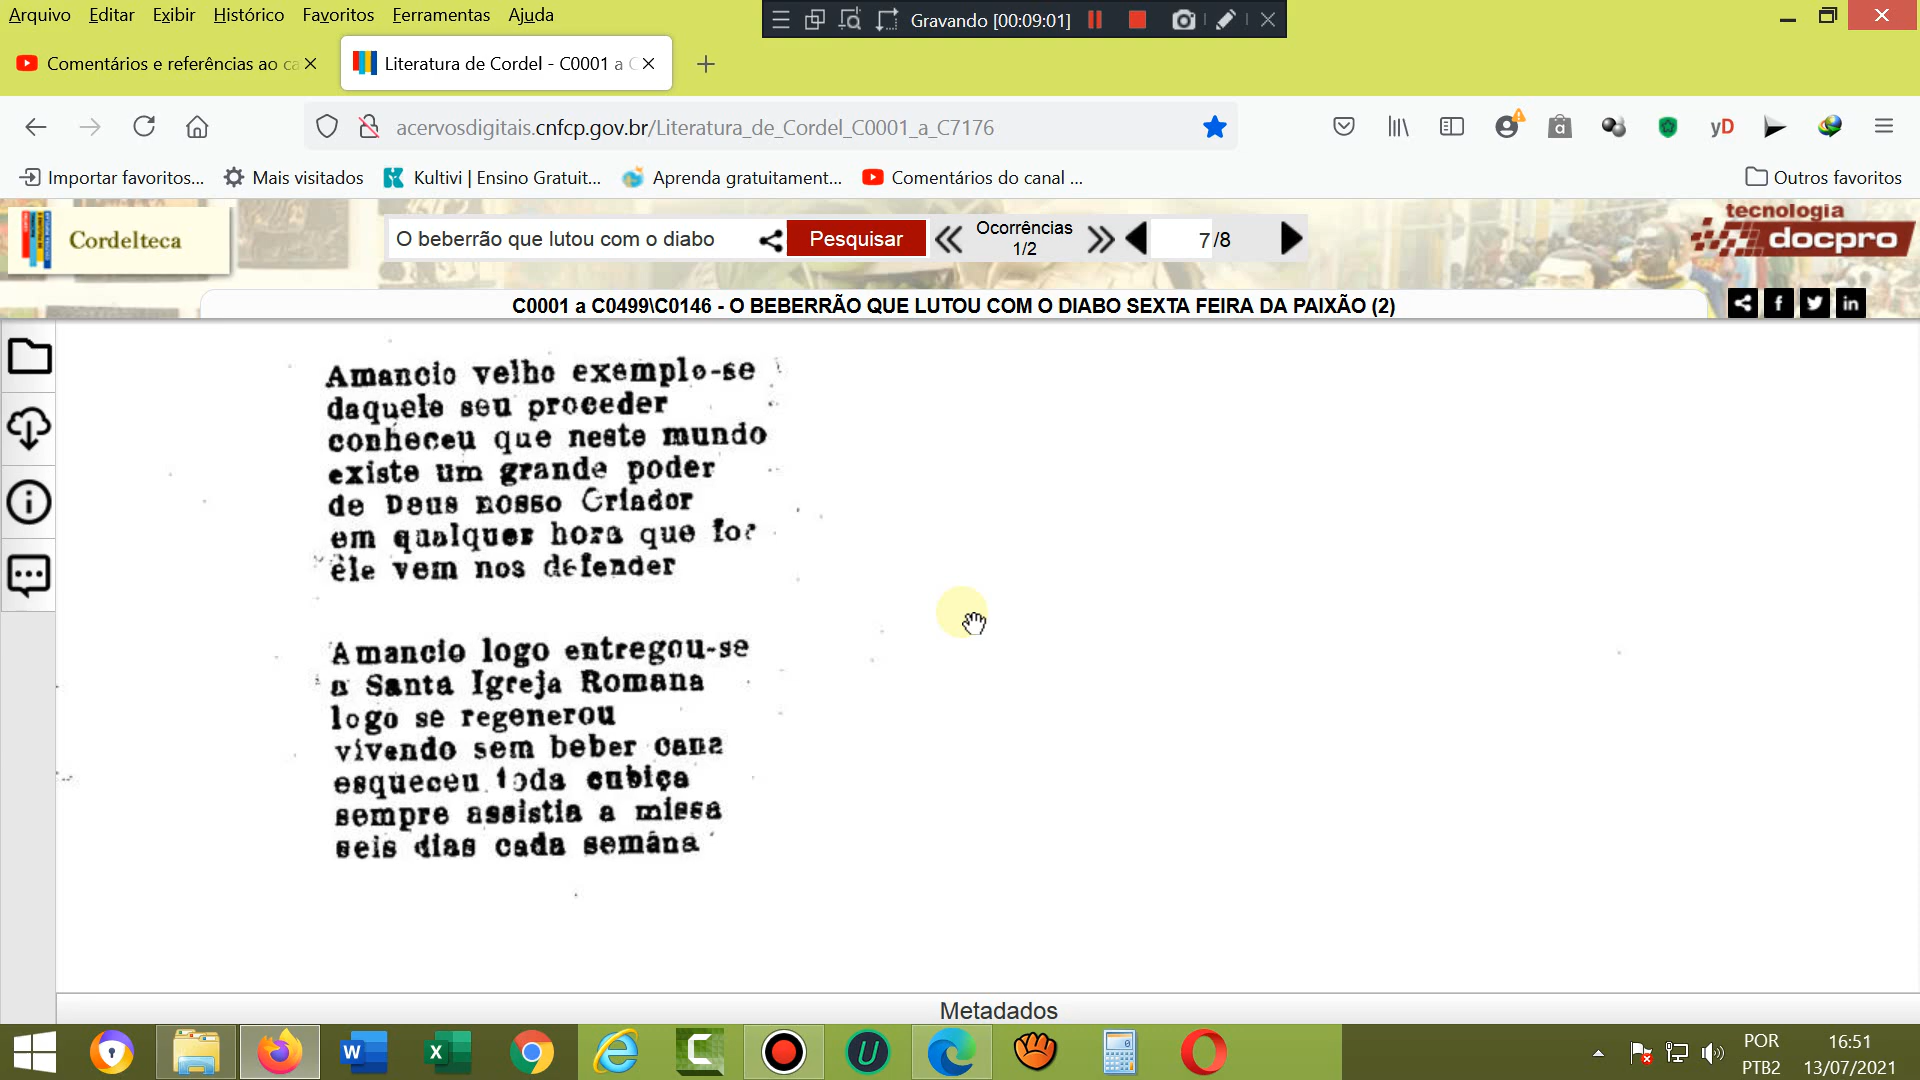 Arquivo Editar Exibir Histórico Favoritos Ferramentas Ajuda
Gravando [00:09:01]
Comentários e referências ao ca
Literatura de Cordel - C0001 a C
acervosdigitais.cnfcp.gov.br/Literatura_de_Cordel_C0001_a_C7176
a
yD
Importar favoritos... Mais visitados Kultivi | Ensino Gratuit... Aprenda gratuitament... Comentários do canal ... Outros favoritos
Cordelteca
O beberrão que lutou com o diabo
Pesquisar
Ocorrências
1/2
7 /8
tecnologia
docpro
C0001 a C0499\C0146 - O BEBERRÃO QUE LUTOU COM O DIABO SEXTA FEIRA DA PAIXÃO (2)
f
in
Amancio velho exemplo-se
daquele seu proceder
conheceu que neste mundo
existe um grande poder
de Deus nosso Criador
em qualquer hora que for
êle vem nos defender
Amancio logo entregou-se
a Santa Igreja Romana
logo se regenerou
vivendo sem beber cana
esqueceu toda cubiça
sempre assistia a missa
seis dias cada semána
Metadados
W
X
C
U
0
POR
PTB2
16:51
13/07/2021